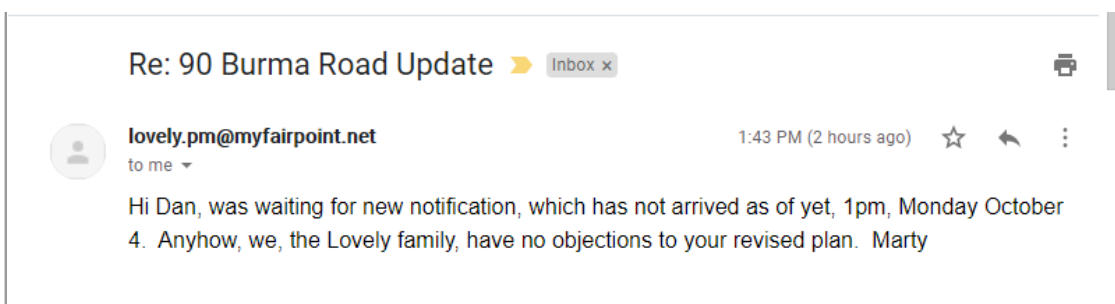 Re: 90 Burma Road Update Inbox x
lovely.pm@myfairpoint.net 1:43 PM (2 hours ago)
to me
Hi Dan, was waiting for new notification, which has not arrived as of yet, 1pm, Monday October
4. Anyhow, we, the Lovely family, have no objections to your revised plan. Marty